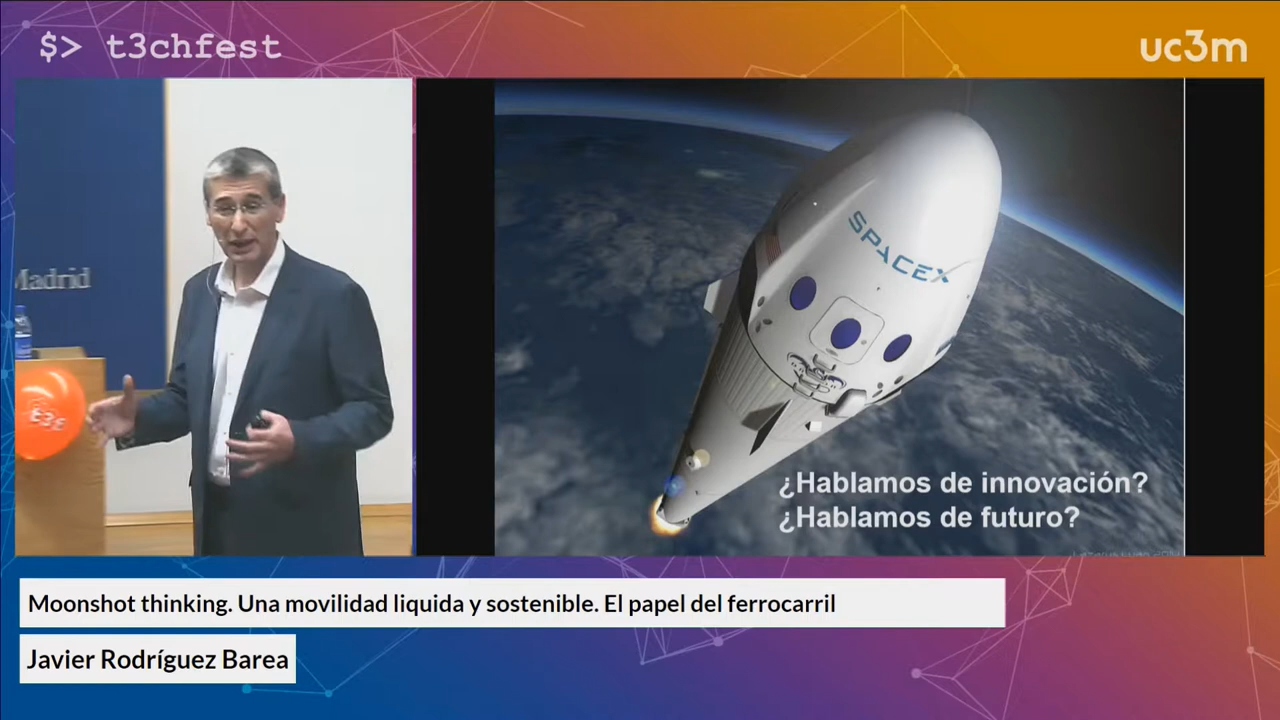 $> t3chfest
uc3m
Madrid
SPACEX
¿Hablamos de innovación?
¿Hablamos de futuro?
Moonshot thinking. Una movilidad liquida y sostenible. El papel del ferrocarril
Javier Rodríguez Barea